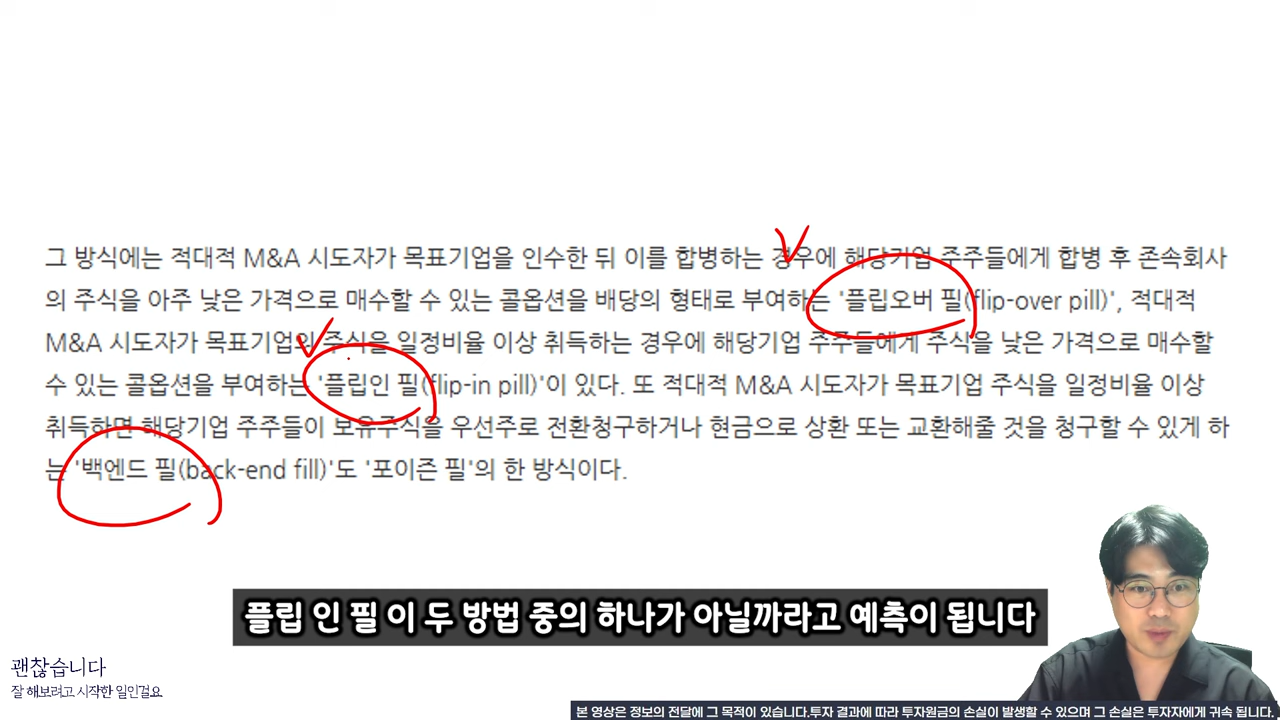 그 방식에는 적대적 M&A 시도자가 목표기업을 인수한 뒤 이를 합병하는 경우에 해당기업 주주들에게 합병 후 존속회사
의 주식을 아주 낮은 가격으로 매수할 수 있는 콜옵션을 배당의 형태로 부여하는 '플립오버 필(flip-over pill)', 적대적
M&A 시도자가 목표기업의 주식을 일정비율 이상 취득하는 경우에 해당기업 주주들에게 주식을 낮은 가격으로 매수할
수 있는 콜옵션을 부여하는 '플립인 필(flip-in pill)'이 있다. 또 적대적 M&A 시도자가 목표기업 주식을 일정비율 이상
취득하면 해당기업 주주들이 보유주식을 우선주로 전환청구하거나 현금으로 상환 또는 교환해줄 것을 청구할 수 있게 하
는 '백엔드 필(back-end fill)'도 '포이즌 필'의 한 방식이다.
플립 인 필 이 두 방법 중의 하나가 아닐까라고 예측이 됩니다
괜찮습니다
잘 해보려고 시작한 일인걸요
본 영상은 정보의 전달에 그 목적이 있습니다.투자 결과에 따라 투자원금의 손실이 발생할 수 있으며 그 손실은 투자자에게 귀속 됩니다.